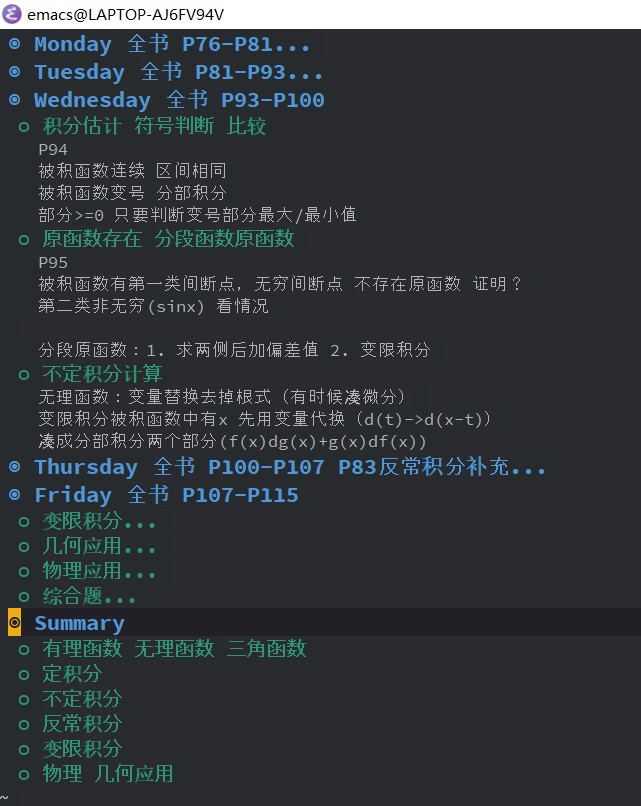 emacs@LAPTOP-AJ6FV94V
Monday 全书 P76-P81...
Tuesday 全书 P81-P93...
Wednesday 全书 P93-P100
积分估计 符号判断 比较
P94
被积函数连续 区间相同
被积函数变号 分部积分
部分>=0 只要判断变号部分最大/最小值
原函数存在 分段函数原函数
P95
被积函数有第一类间断点，无穷间断点 不存在原函数 证明？
第二类非无穷(sinx) 看情况
分段原函数：1. 求两侧后加偏差值 2. 变限积分
不定积分计算
无理函数：变量替换去掉根式（有时候凑微分）
变限积分被积函数中有x 先用变量代换（d(t)->d(x-t)）
凑成分部积分两个部分(f(x)dg(x)+g(x)df(x))
Thursday 全书 P100-P107 P83反常积分补充...
Friday 全书 P107-P115
变限积分...
几何应用...
物理应用...
综合题...
Summary
有理函数 无理函数 三角函数
定积分
不定积分
反常积分
变限积分
物理 几何应用
~